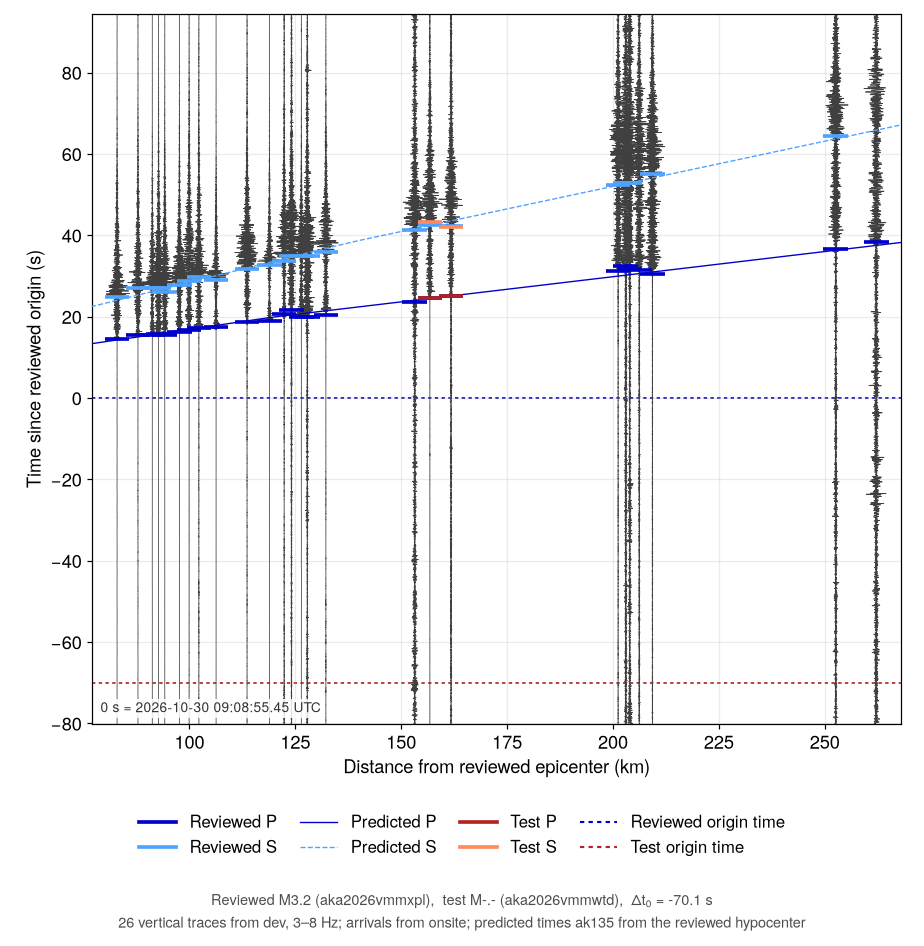 Time since reviewed origin (s)
80
60
40
20
0
−20
−40
−60
−80
0 s = 2026-10-30 09:08:55.45 UTC
100 125 150 175 200 225 250
Distance from reviewed epicenter (km)
Reviewed P Predicted P Test P Reviewed origin time
Reviewed S Predicted S Test S Test origin time
Reviewed M3.2 (aka2026vmmxpl), test M-.- (aka2026vmmwtd), Δt₀ = -70.1 s
26 vertical traces from dev, 3–8 Hz; arrivals from onsite; predicted times ak135 from the reviewed hypocenter